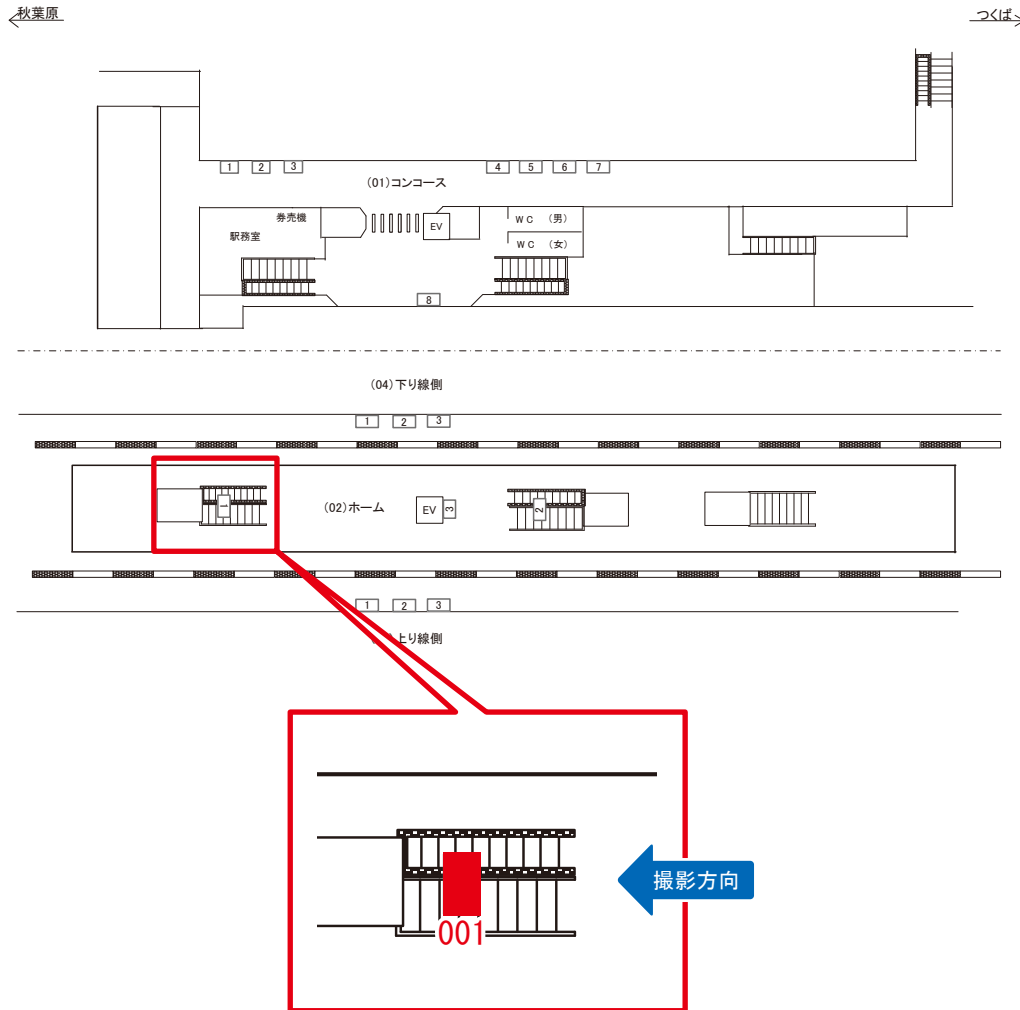 秋葉原
つくば
1 2 3 4 5 6 7
(01)コンコース
券売機
駅務室
EV
WC (男)
WC (女)
8
(04)下り線側
1 2 3
1
(02)ホーム
EV
3
2
1 2 3
上り線側
撮影方向
001